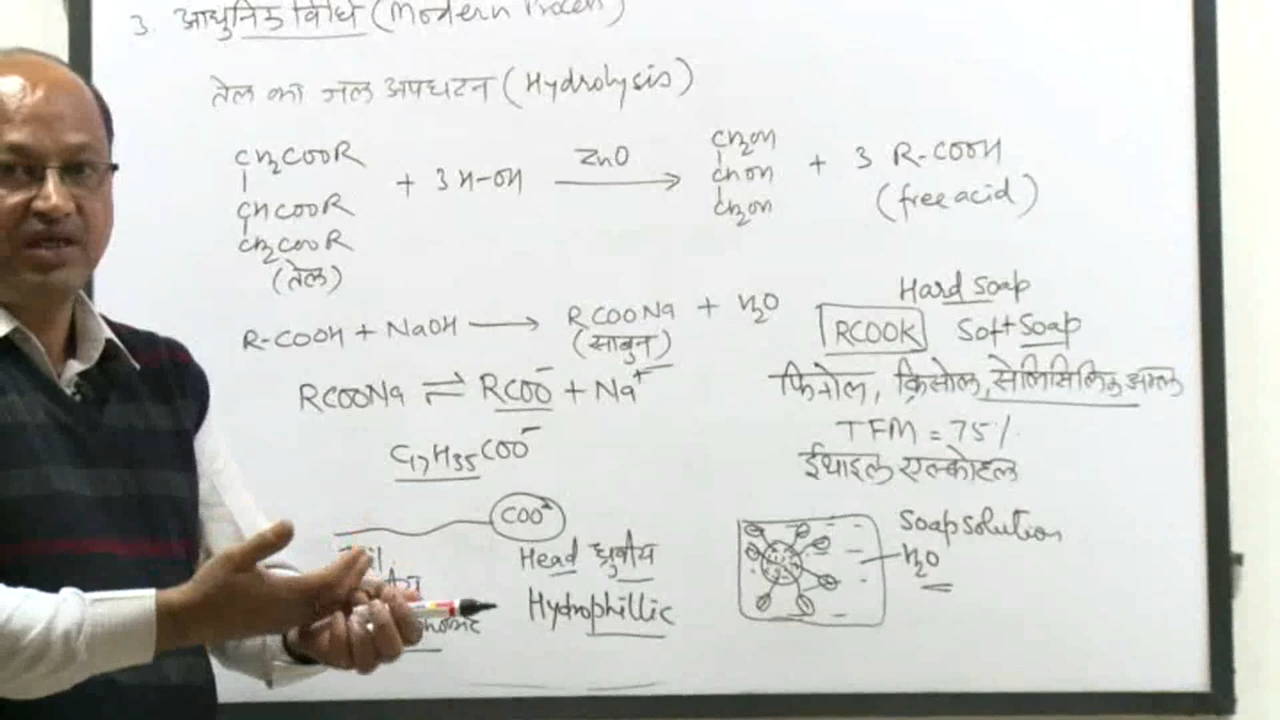 3. आधुनिक विधि (Modern Process)
तेल का जल अपघटन (Hydrolysis)
CH2COOR
CHCOOR
CH2COOR
(तेल)
+ 3 H-OH
ZnO
CH2OH
CHOH
CH2OH
+ 3 R-COOH
(free acid)
R-COOH + NaOH ⟶ RCOONa + H2O
(साबुन)
Hard Soap
RCOOK Soft Soap
RCOONa ⇌ RCOO⁻ + Na⁺
फिनोल, क्रिसोल, सेलिसिलिक अम्ल
C17H35COO⁻
TFM = 75%
ईथाइल एल्कोहल
COO⁻
Head ध्रुवीय
Hydrophillic
Soap solution
H2O